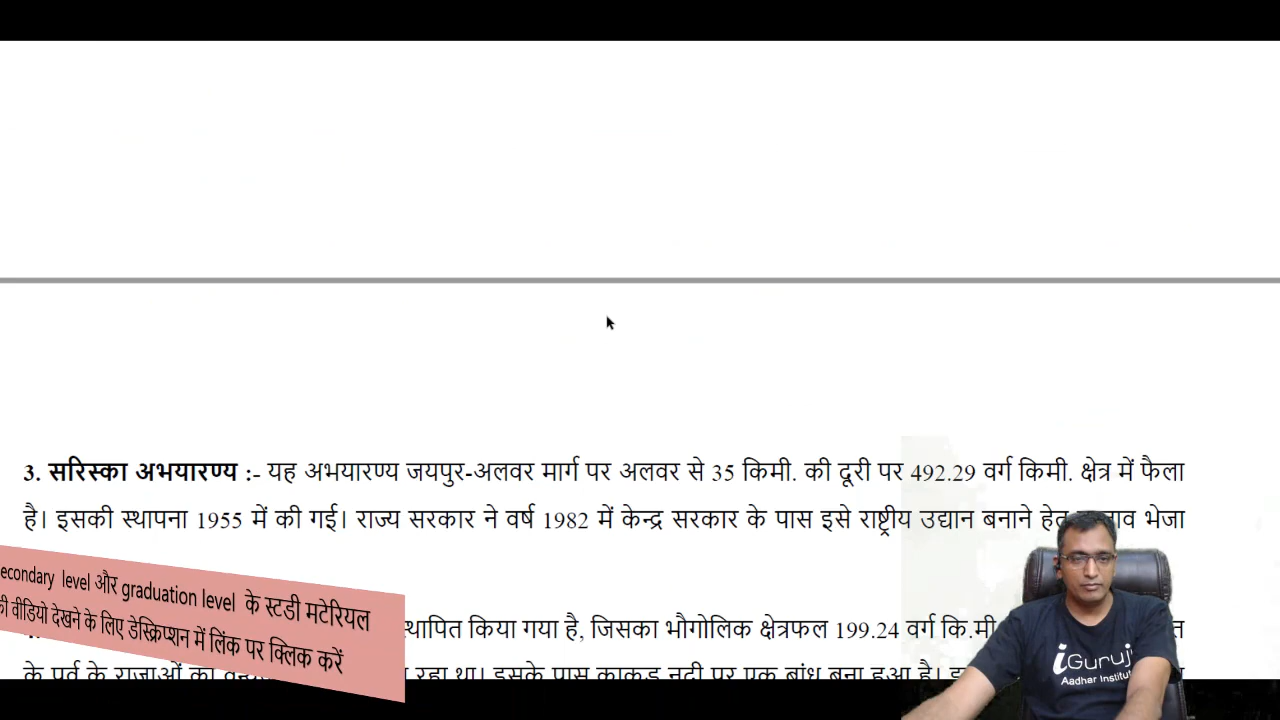 3. सरिस्का अभयारण्य :- यह अभयारण्य जयपुर-अलवर मार्ग पर अलवर से 35 किमी. की दूरी पर 492.29 वर्ग किमी. क्षेत्र में फैला
है। इसकी स्थापना 1955 में की गई। राज्य सरकार ने वर्ष 1982 में केन्द्र सरकार के पास इसे राष्ट्रीय उद्यान बनाने हेतु भेजा
econdary level और graduation level के स्टडी मटेरियल
की वीडियो देखने के लिए डेस्क्रिप्शन में लिंक पर क्लिक करें
किया गया है, जिसका भौगोलिक क्षेत्रफल 199.24 वर्ग कि.मी
के पूर्व के राजाओं का रहा था। इसके पास काकुंड नदी पर एक बांध बना हुआ है।
iGuruji
Aadhar Institute